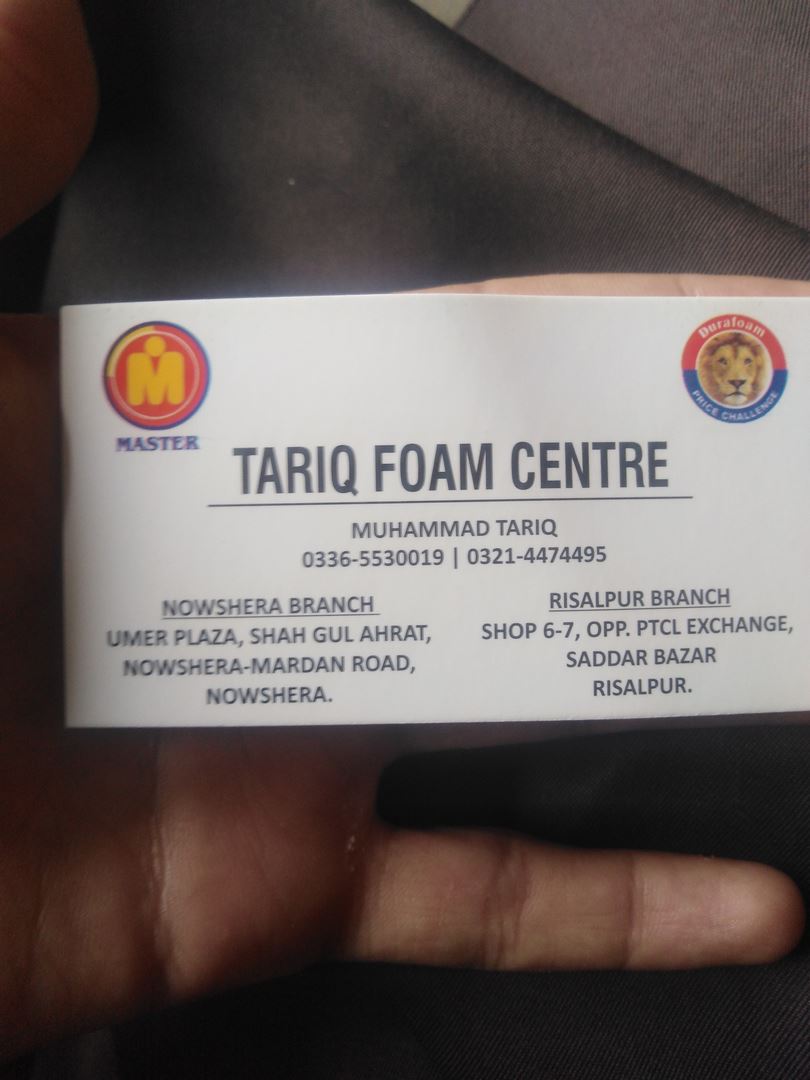 MASTER
Durafoam
PRICE CHALLENGE
TARIQ FOAM CENTRE
MUHAMMAD TARIQ
0336-5530019 | 0321-4474495
NOWSHERA BRANCH
UMER PLAZA, SHAH GUL AHRAT,
NOWSHERA-MARDAN ROAD,
NOWSHERA.
RISALPUR BRANCH
SHOP 6-7, OPP. PTCL EXCHANGE,
SADDAR BAZAR
RISALPUR.